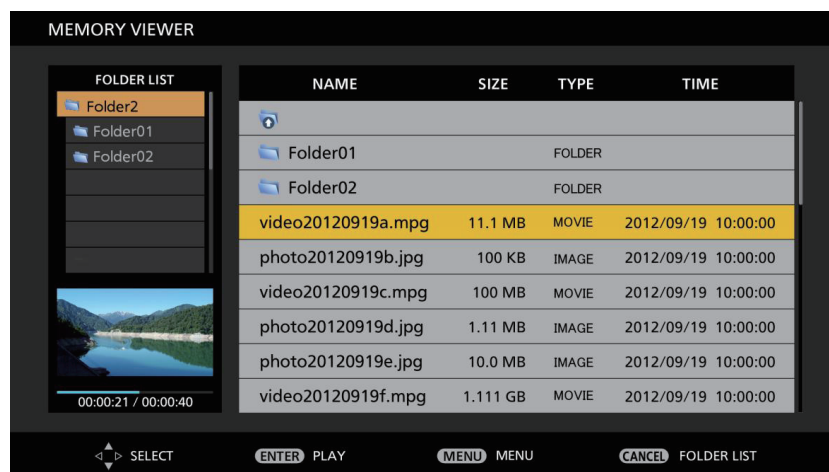 MEMORY VIEWER
FOLDER LIST
Folder2
Folder01
Folder02
00:00:21 / 00:00:40
NAME SIZE TYPE TIME
Folder01 FOLDER
Folder02 FOLDER
video20120919a.mpg 11.1 MB MOVIE 2012/09/19 10:00:00
photo20120919b.jpg 100 KB IMAGE 2012/09/19 10:00:00
video20120919c.mpg 100 MB MOVIE 2012/09/19 10:00:00
photo20120919d.jpg 1.11 MB IMAGE 2012/09/19 10:00:00
photo20120919e.jpg 10.0 MB IMAGE 2012/09/19 10:00:00
video20120919f.mpg 1.111 GB MOVIE 2012/09/19 10:00:00
SELECT ENTER PLAY MENU MENU CANCEL FOLDER LIST